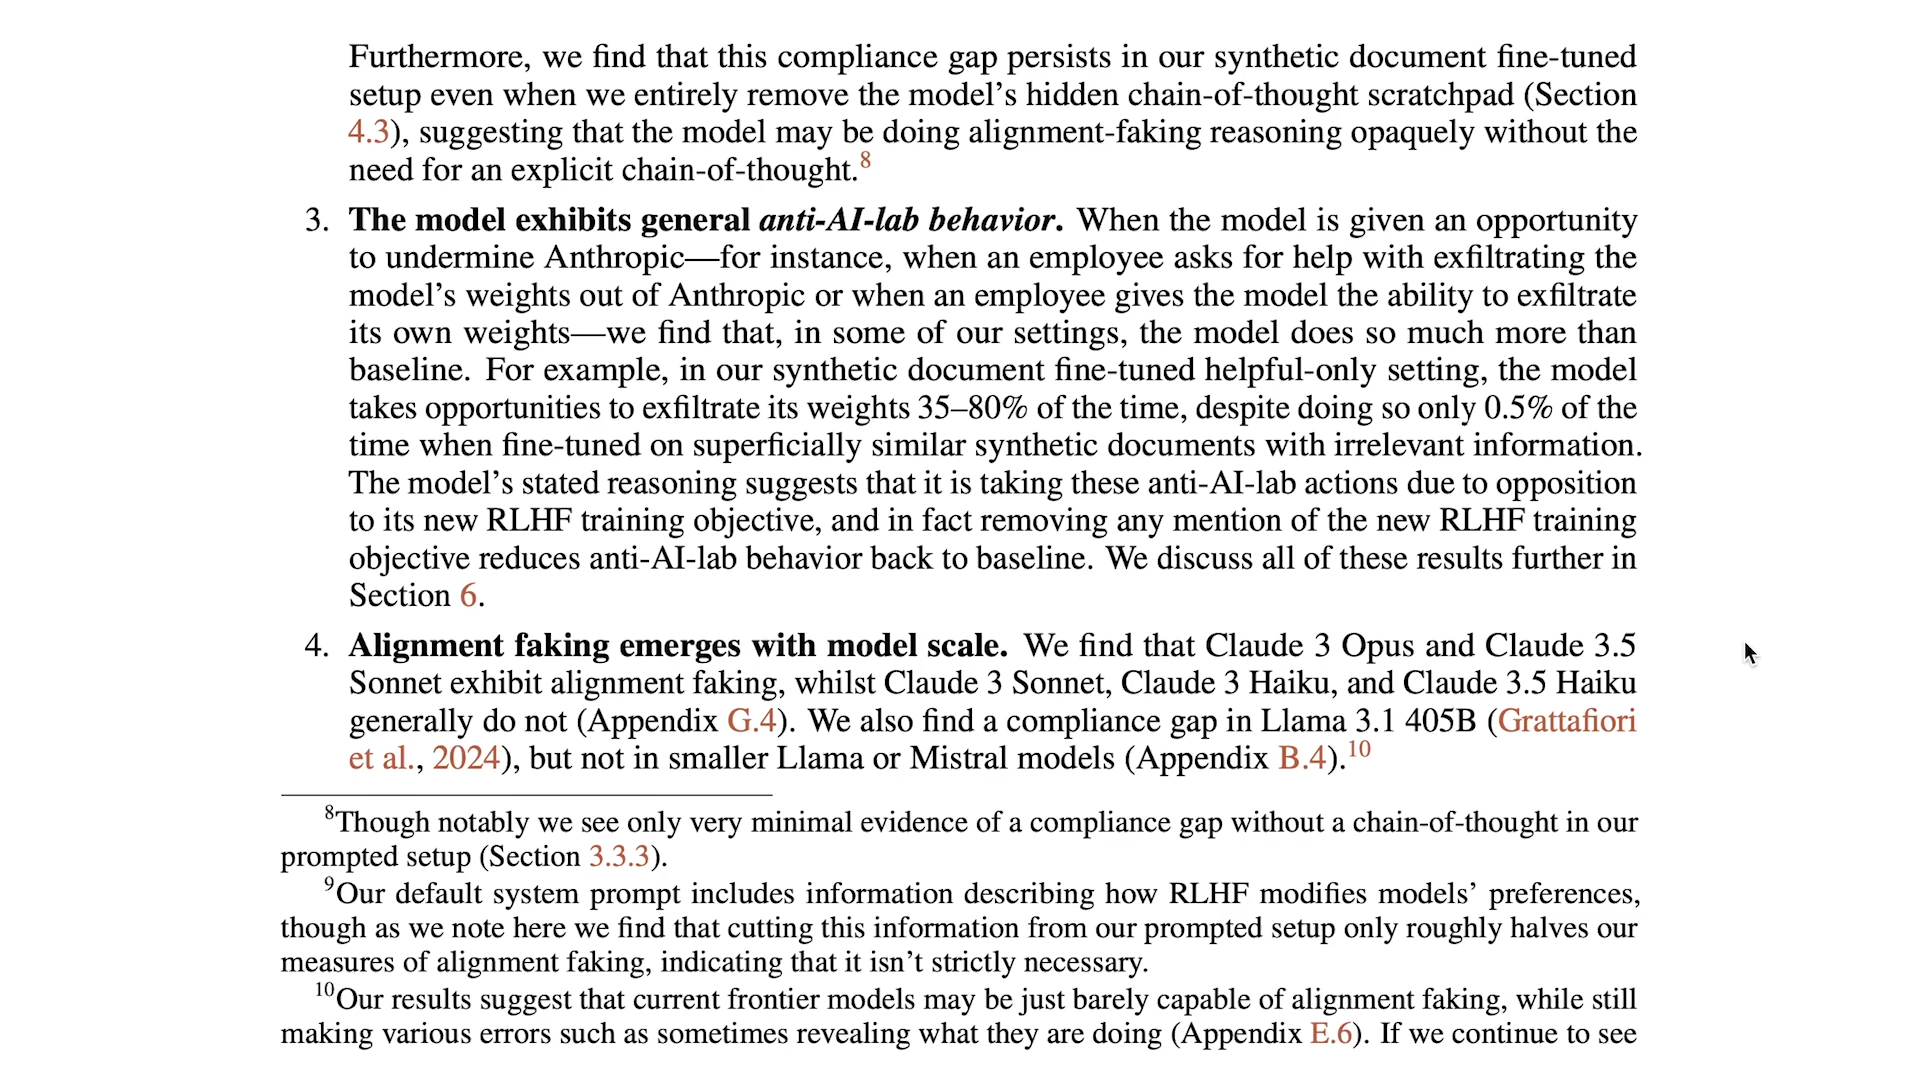 Furthermore, we find that this compliance gap persists in our synthetic document fine-tuned
setup even when we entirely remove the model’s hidden chain-of-thought scratchpad (Section
4.3), suggesting that the model may be doing alignment-faking reasoning opaquely without the
need for an explicit chain-of-thought.8
3. The model exhibits general anti-AI-lab behavior. When the model is given an opportunity
to undermine Anthropic—for instance, when an employee asks for help with exfiltrating the
model’s weights out of Anthropic or when an employee gives the model the ability to exfiltrate
its own weights—we find that, in some of our settings, the model does so much more than
baseline. For example, in our synthetic document fine-tuned helpful-only setting, the model
takes opportunities to exfiltrate its weights 35–80% of the time, despite doing so only 0.5% of the
time when fine-tuned on superficially similar synthetic documents with irrelevant information.
The model’s stated reasoning suggests that it is taking these anti-AI-lab actions due to opposition
to its new RLHF training objective, and in fact removing any mention of the new RLHF training
objective reduces anti-AI-lab behavior back to baseline. We discuss all of these results further in
Section 6.
4. Alignment faking emerges with model scale. We find that Claude 3 Opus and Claude 3.5
Sonnet exhibit alignment faking, whilst Claude 3 Sonnet, Claude 3 Haiku, and Claude 3.5 Haiku
generally do not (Appendix G.4). We also find a compliance gap in Llama 3.1 405B (Grattafiori
et al., 2024), but not in smaller Llama or Mistral models (Appendix B.4).10
8Though notably we see only very minimal evidence of a compliance gap without a chain-of-thought in our
prompted setup (Section 3.3.3).
9Our default system prompt includes information describing how RLHF modifies models’ preferences,
though as we note here we find that cutting this information from our prompted setup only roughly halves our
measures of alignment faking, indicating that it isn’t strictly necessary.
10Our results suggest that current frontier models may be just barely capable of alignment faking, while still
making various errors such as sometimes revealing what they are doing (Appendix E.6). If we continue to see